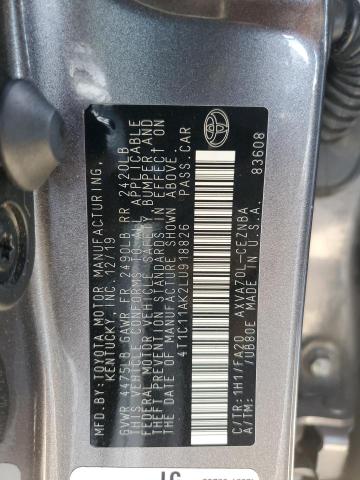 MFD. BY: TOYOTA MOTOR MANUFACTURING,
KENTUCKY, INC. 12/19
GVWR 4475LB GAWR FR 2490LB RR 2420LB
THIS VEHICLE CONFORMS TO ALL APPLICABLE
FEDERAL MOTOR VEHICLE SAFETY, BUMPER, AND
THEFT PREVENTION STANDARDS IN EFFECT ON
THE DATE OF MANUFACTURE SHOWN ABOVE.
4T1C11AK2LU918826 PASS.CAR
C/TR: 1H1/FA20 AXVA70L-CEZNBA
A/TM: /UB80E MADE IN U.S.A.
83608